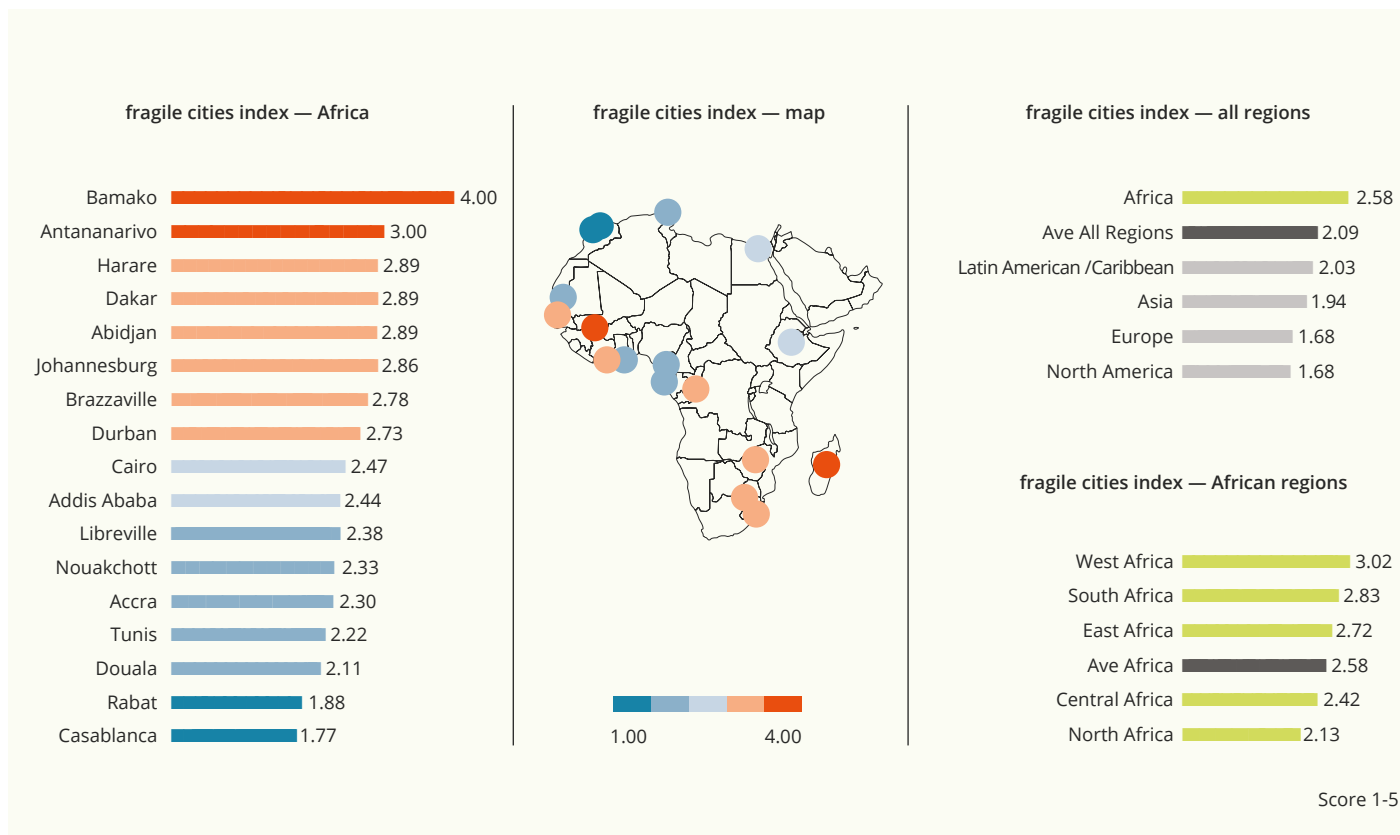 fragile cities index — Africa
Bamako 4.00
Antananarivo 3.00
Harare 2.89
Dakar 2.89
Abidjan 2.89
Johannesburg 2.86
Brazzaville 2.78
Durban 2.73
Cairo 2.47
Addis Ababa 2.44
Libreville 2.38
Nouakchott 2.33
Accra 2.30
Tunis 2.22
Douala 2.11
Rabat 1.88
Casablanca 1.77
fragile cities index — map
1.00 4.00
fragile cities index — all regions
Africa 2.58
Ave All Regions 2.09
Latin American /Caribbean 2.03
Asia 1.94
Europe 1.68
North America 1.68
fragile cities index — African regions
West Africa 3.02
South Africa 2.83
East Africa 2.72
Ave Africa 2.58
Central Africa 2.42
North Africa 2.13
Score 1-5